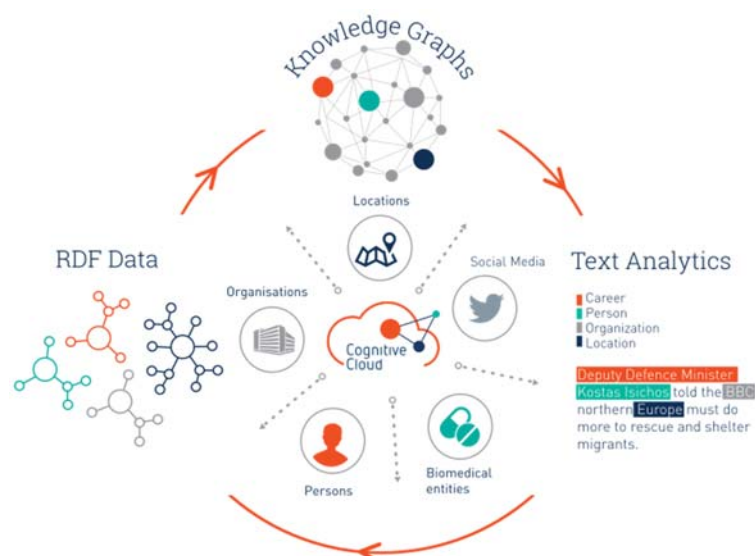 Knowledge Graphs
Locations
RDF Data
Social Media
Text Analytics
Organisations
Career
Person
Organization
Location
Cognitive
Cloud
Deputy Defence Minister
Kostas Isichos told the BBC
northern Europe must do
more to rescue and shelter
migrants.
Persons
Biomedical
entities